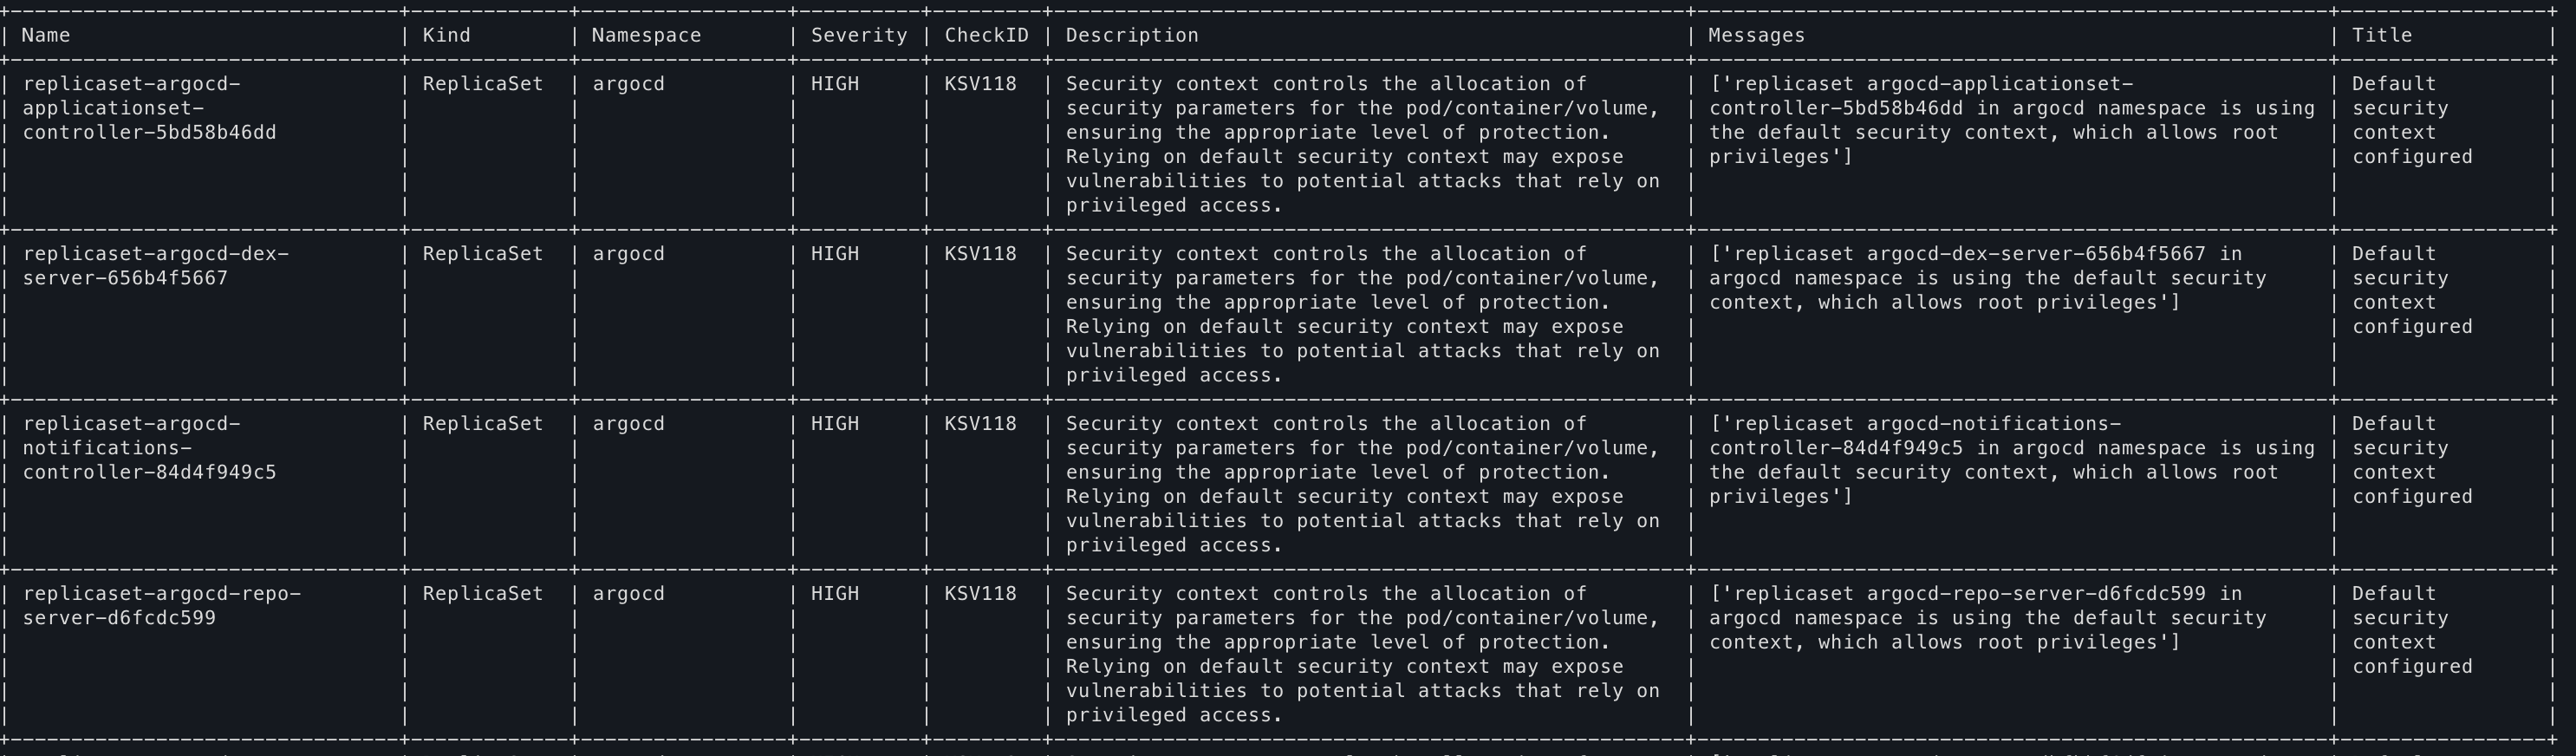 | Name | Kind | Namespace | Severity | CheckID | Description | Messages | Title |
| replicaset-argocd- | ReplicaSet | argocd | HIGH | KSV118 | Security context controls the allocation of | ['replicaset argocd-applicationset- | Default |
| applicationset- | | | | | security parameters for the pod/container/volume, | controller-5bd58b46dd in argocd namespace is using | security |
| controller-5bd58b46dd | | | | | ensuring the appropriate level of protection. | the default security context, which allows root | context |
| | | | | | Relying on default security context may expose | privileges'] | configured |
| | | | | | vulnerabilities to potential attacks that rely on | | |
| | | | | | privileged access. | | |
| replicaset-argocd-dex- | ReplicaSet | argocd | HIGH | KSV118 | Security context controls the allocation of | ['replicaset argocd-dex-server-656b4f5667 in | Default |
| server-656b4f5667 | | | | | security parameters for the pod/container/volume, | argocd namespace is using the default security | security |
| | | | | | ensuring the appropriate level of protection. | context, which allows root privileges'] | context |
| | | | | | Relying on default security context may expose | | configured |
| | | | | | vulnerabilities to potential attacks that rely on | | |
| | | | | | privileged access. | | |
| replicaset-argocd- | ReplicaSet | argocd | HIGH | KSV118 | Security context controls the allocation of | ['replicaset argocd-notifications- | Default |
| notifications- | | | | | security parameters for the pod/container/volume, | controller-84d4f949c5 in argocd namespace is using | security |
| controller-84d4f949c5 | | | | | ensuring the appropriate level of protection. | the default security context, which allows root | context |
| | | | | | Relying on default security context may expose | privileges'] | configured |
| | | | | | vulnerabilities to potential attacks that rely on | | |
| | | | | | privileged access. | | |
| replicaset-argocd-repo- | ReplicaSet | argocd | HIGH | KSV118 | Security context controls the allocation of | ['replicaset argocd-repo-server-d6fcdc599 in | Default |
| server-d6fcdc599 | | | | | security parameters for the pod/container/volume, | argocd namespace is using the default security | security |
| | | | | | ensuring the appropriate level of protection. | context, which allows root privileges'] | context |
| | | | | | Relying on default security context may expose | | configured |
| | | | | | vulnerabilities to potential attacks that rely on | | |
| | | | | | privileged access. | | |